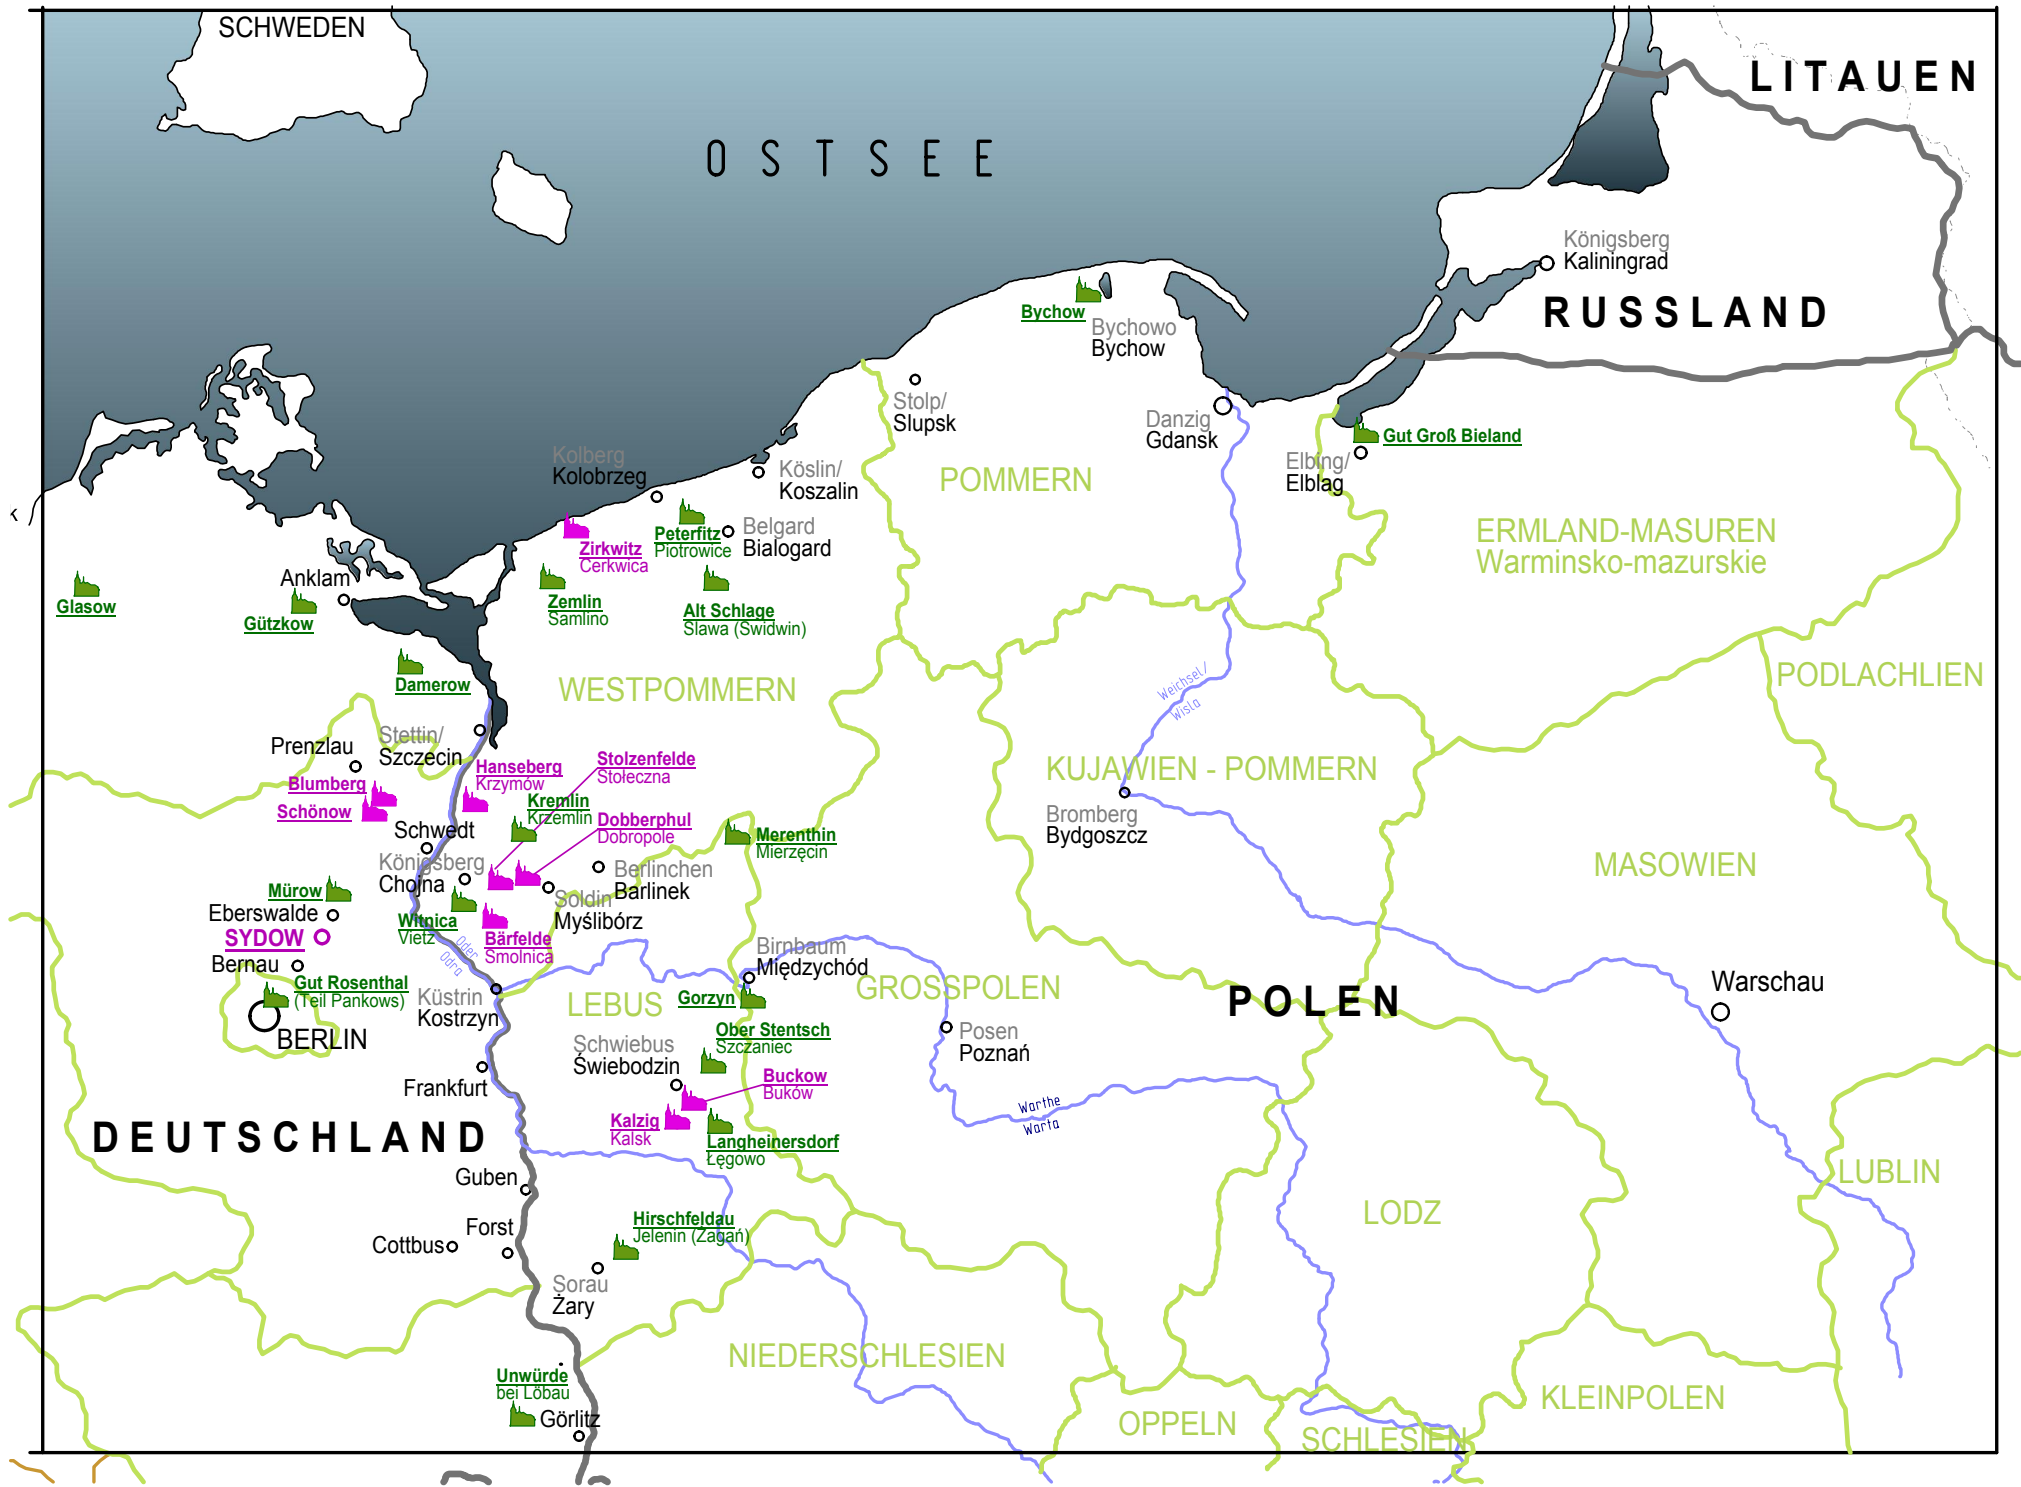 SCHWEDEN
LITAUEN
OSTSEE
Königsberg
Kaliningrad
RUSSLAND
Bychow
Bychowo
Bychow
Stolp/
Slupsk
Danzig
Gdansk
Gut Groß Bieland
Elbing/
Elblag
Kolberg
Kolobrzeg
Köslin/
Koszalin
POMMERN
ERMLAND-MASUREN
Warminsko-mazurskie
Zirkwitz
Cerkwica
Peterfitz
Piotrowice
Belgard
Bialogard
Anklam
Glasow
Gützkow
Zemlin
Samlino
Alt Schlage
Slawa (Swidwin)
Damerow
WESTPOMMERN
Weichsel/
Wisla
PODLACHLIEN
Prenzlau
Stettin/
Szczecin
Hanseberg
Krzymów
Stolzenfelde
Stołeczna
KUJAWIEN - POMMERN
Blumberg
Schönow
Kremlin
Krzemlin
Dobberphul
Dobropole
Merenthin
Mierzęcin
Bromberg
Bydgoszcz
Schwedt
Königsberg
Chojna
Berlinchen
Barlinek
MASOWIEN
Mürow
Eberswalde
SYDOW
Bernau
Witnica
Vietz
Soldin
Myślibórz
Bärfelde
Smolnica
Oder
Odra
Birnbaum
Międzychód
Gut Rosenthal
(Teil Pankows)
BERLIN
Küstrin
Kostrzyn
LEBUS
Gorzyn
GROSSPOLEN
POLEN
Warschau
Ober Stentsch
Szczaniec
Posen
Poznań
Schwiebus
Świebodzin
Frankfurt
Buckow
Buków
Warthe
Warta
Kalzig
Kalsk
DEUTSCHLAND
Langheinersdorf
Łęgowo
Guben
LUBLIN
Forst
Cottbus
Hirschfeldau
Jelenin (Żagań)
LODZ
Sorau
Żary
NIEDERSCHLESIEN
Unwürde
bei Löbau
Görlitz
OPPELN
SCHLESIEN
KLEINPOLEN